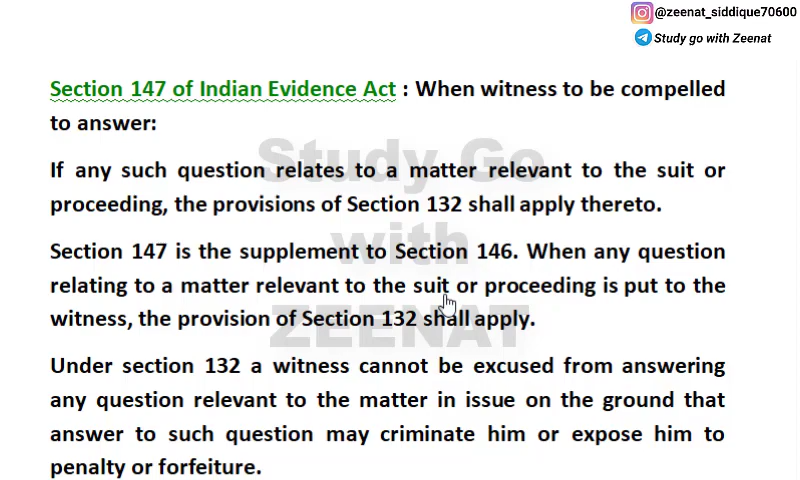 @zeenat_siddique70600
Study go with Zeenat
Section 147 of Indian Evidence Act : When witness to be compelled
to answer:
If any such question relates to a matter relevant to the suit or
proceeding, the provisions of Section 132 shall apply thereto.
Section 147 is the supplement to Section 146. When any question
relating to a matter relevant to the suit or proceeding is put to the
witness, the provision of Section 132 shall apply.
Under section 132 a witness cannot be excused from answering
any question relevant to the matter in issue on the ground that
answer to such question may criminate him or expose him to
penalty or forfeiture.
Study Go
with
ZEENAT